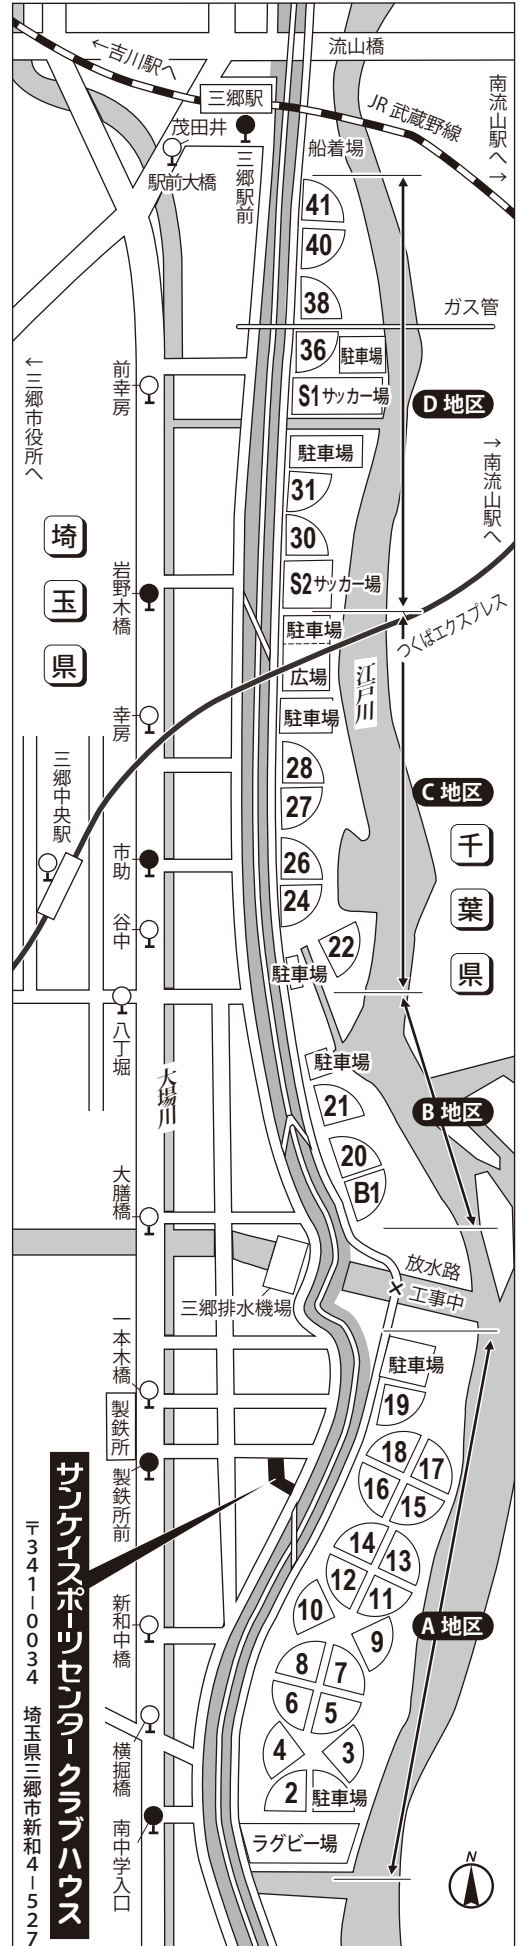 流山橋
←吉川駅へ
三郷駅
JR 武蔵野線
南流山駅へ→
茂田井
駅前大橋
三郷駅前
船着場
41
40
38
ガス管
36
駐車場
S1サッカー場
D 地区
←三郷市役所へ
前幸房
駐車場
31
30
→南流山駅へ
埼玉県
岩野木橋
S2サッカー場
駐車場
つくばエクスプレス
広場
江戸川
駐車場
幸房
28
27
C 地区
三郷中央駅
市助
26
24
千葉県
谷中
22
駐車場
八丁堀
駐車場
大場川
21
B 地区
20
B1
大膳橋
放水路
工事中
三郷排水機場
駐車場
一本木橋
19
製鉄所
製鉄所前
18
17
16
15
14
13
12
11
10
9
A 地区
新和中橋
8
7
6
5
4
3
2
駐車場
横堀橋
南中学入口
ラグビー場
サンケイスポーツセンタークラブハウス
〒341-0034 埼玉県三郷市新和4-527
N